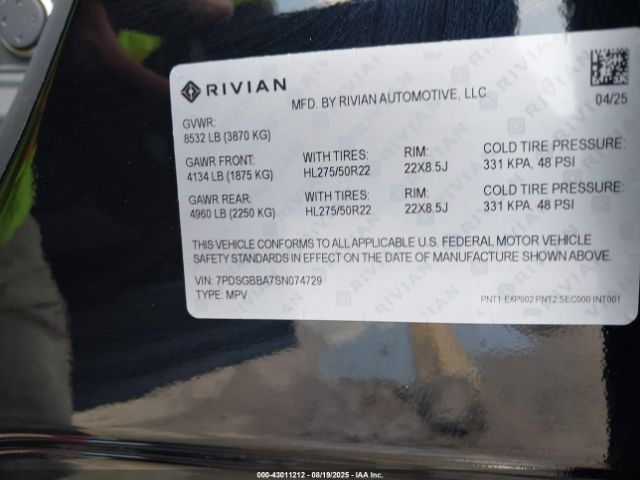 RIVIAN
MFD. BY RIVIAN AUTOMOTIVE, LLC
04/25
GVWR:
8532 LB (3870 KG)
GAWR FRONT: WITH TIRES: RIM: COLD TIRE PRESSURE:
4134 LB (1875 KG) HL275/50R22 22X8.5J 331 KPA, 48 PSI
GAWR REAR: WITH TIRES: RIM: COLD TIRE PRESSURE:
4960 LB (2250 KG) HL275/50R22 22X8.5J 331 KPA, 48 PSI
THIS VEHICLE CONFORMS TO ALL APPLICABLE U.S. FEDERAL MOTOR VEHICLE
SAFETY STANDARDS IN EFFECT ON THE DATE OF MANUFACTURE SHOWN ABOVE.
VIN: 7PDSGBBA7SN074729
TYPE: MPV
PNT1 EXP002 PNT2 SEC000 INT001
000-43011212 - 08/19/2025 - IAA Inc.